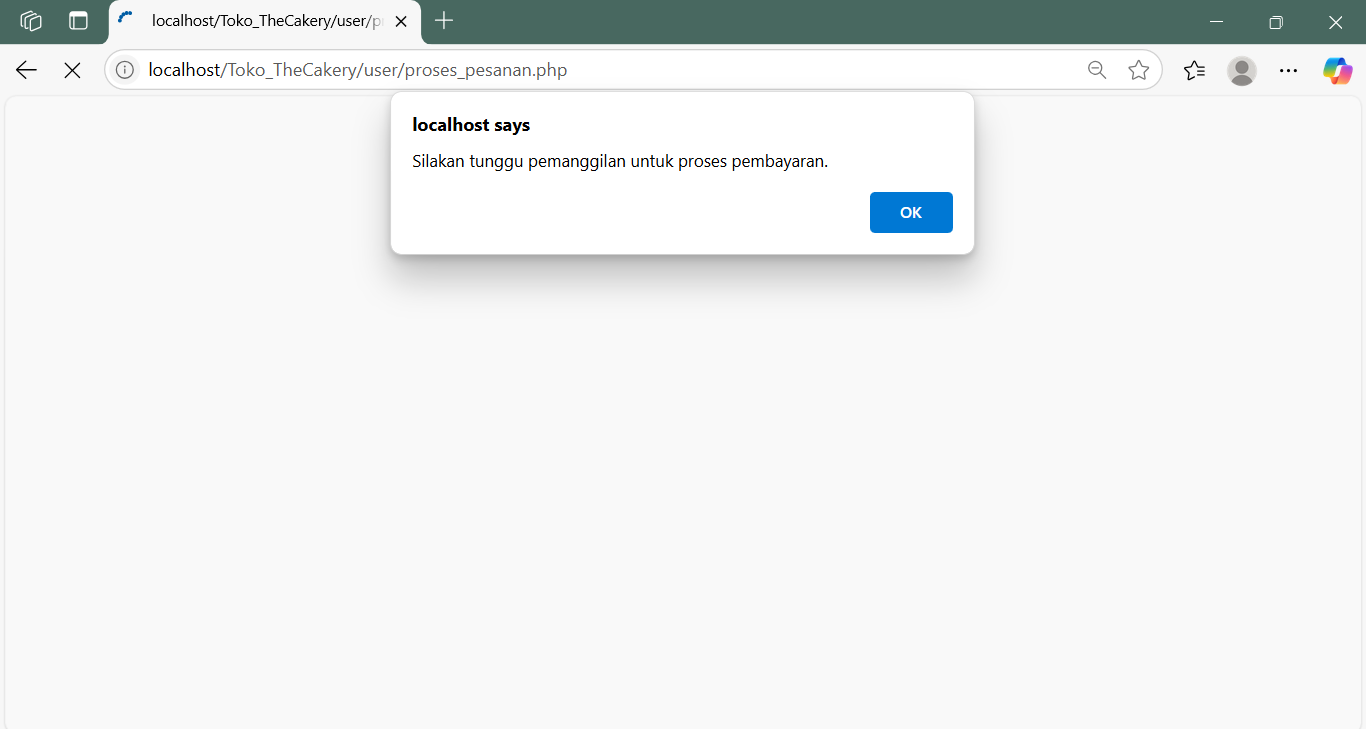 localhost/Toko_TheCakery/user/p
localhost/Toko_TheCakery/user/proses_pesanan.php
localhost says
Silakan tunggu pemanggilan untuk proses pembayaran.
OK